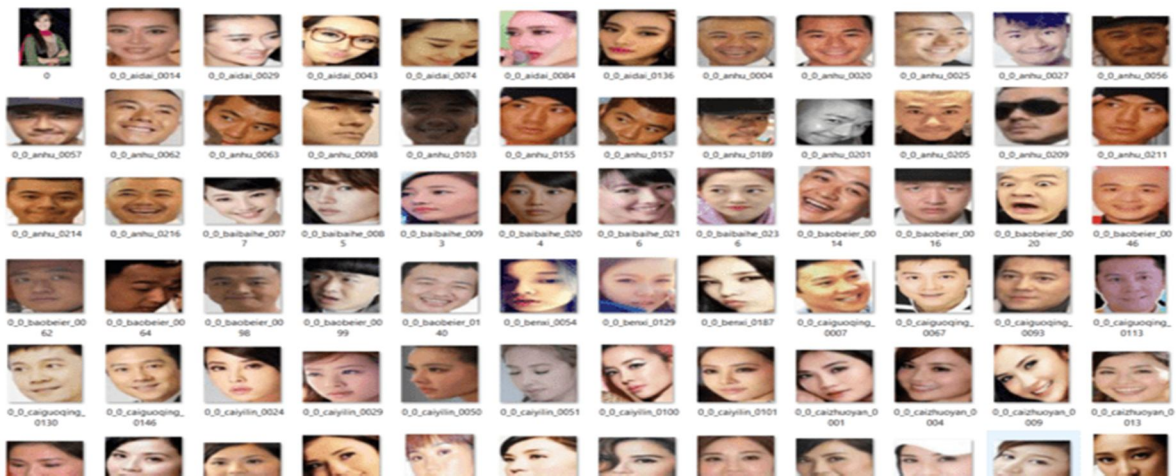 0
0_0_aidai_0014
0_0_aidai_0029
0_0_aidai_0043
0_0_aidai_0074
0_0_aidai_0084
0_0_aidai_0136
0_0_anhu_0004
0_0_anhu_0020
0_0_anhu_0025
0_0_anhu_0027
0_0_anhu_0056
0_0_anhu_0057
0_0_anhu_0062
0_0_anhu_0063
0_0_anhu_0098
0_0_anhu_0103
0_0_anhu_0155
0_0_anhu_0157
0_0_anhu_0189
0_0_anhu_0201
0_0_anhu_0205
0_0_anhu_0209
0_0_anhu_0211
0_0_anhu_0214
0_0_anhu_0216
0_0_baibaihe_007
7
0_0_baibaihe_008
5
0_0_baibaihe_009
3
0_0_baibaihe_020
4
0_0_baibaihe_021
6
0_0_baibaihe_023
6
0_0_baobeier_00
14
0_0_baobeier_00
16
0_0_baobeier_00
20
0_0_baobeier_00
46
0_0_baobeier_00
62
0_0_baobeier_00
64
0_0_baobeier_00
98
0_0_baobeier_00
99
0_0_baobeier_01
40
0_0_benxi_0054
0_0_benxi_0129
0_0_benxi_0187
0_0_caiguoqing_
0007
0_0_caiguoqing_
0067
0_0_caiguoqing_
0093
0_0_caiguoqing_
0113
0_0_caiguoqing_
0130
0_0_caiguoqing_
0146
0_0_caiyilin_0024
0_0_caiyilin_0029
0_0_caiyilin_0050
0_0_caiyilin_0051
0_0_caiyilin_0100
0_0_caiyilin_0101
0_0_caizhuoyan_0
001
0_0_caizhuoyan_0
004
0_0_caizhuoyan_0
009
0_0_caizhuoyan_0
013